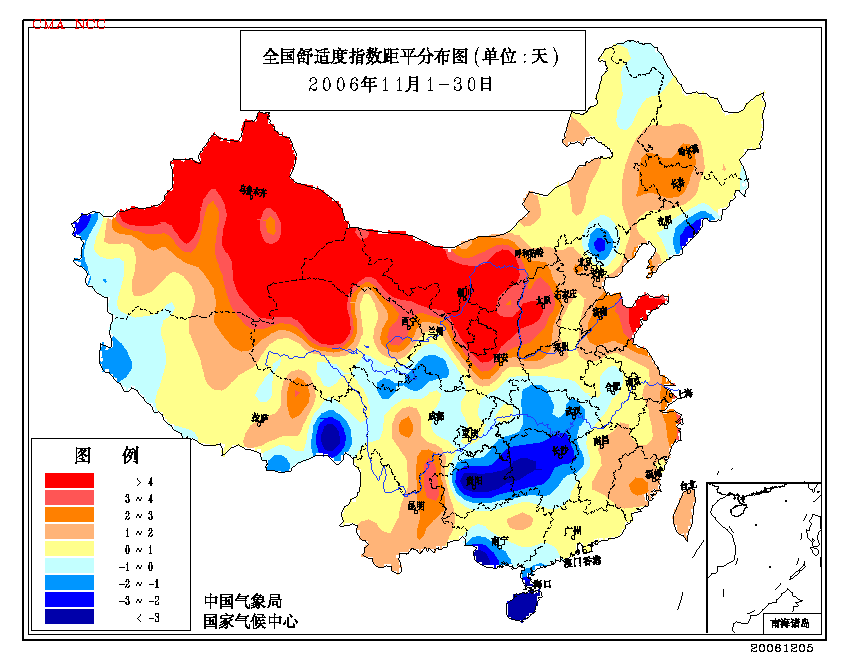 CMA NCC
全国舒适度指数距平分布图(单位:天)
2006年11月1-30日
哈尔滨
长春
乌鲁木齐
沈阳
呼和浩特
北京
天津
银川
太原
石家庄
济南
西宁
兰州
郑州
西安
合肥
南京
上海
拉萨
成都
武汉
重庆
南昌
长沙
贵阳
福州
台北
昆明
南宁
广州
澳门香港
海口
图 例
> 4
3 ~ 4
2 ~ 3
1 ~ 2
0 ~ 1
-1 ~ 0
-2 ~ -1
-3 ~ -2
< -3
中国气象局
国家气候中心
南海诸岛
20061205